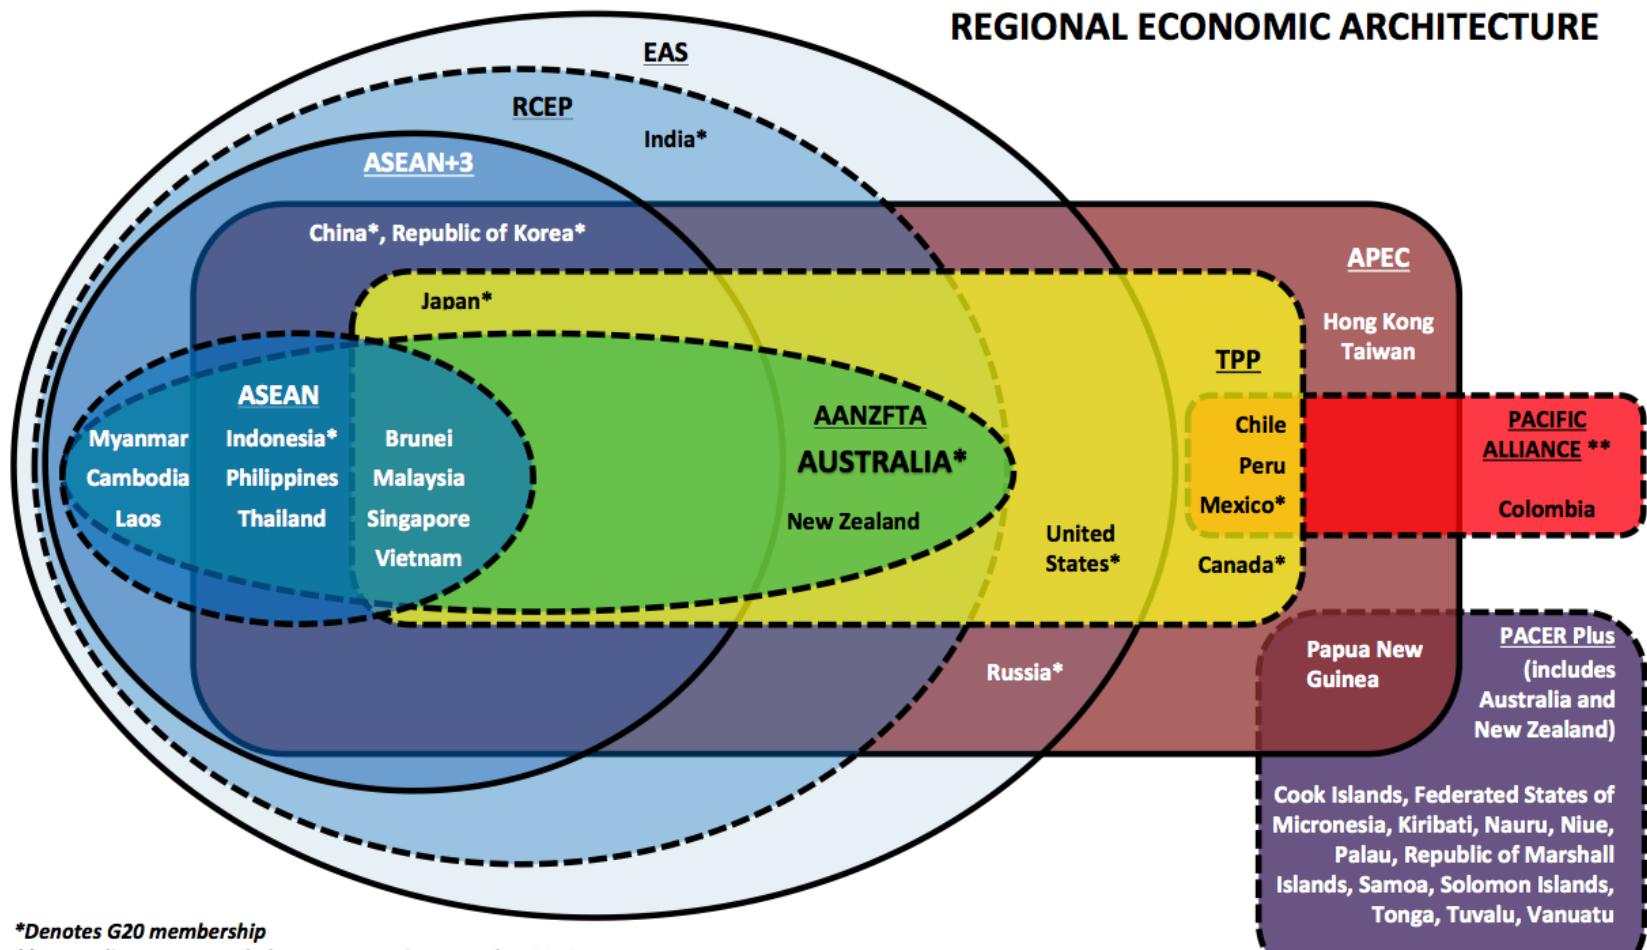 REGIONAL ECONOMIC ARCHITECTURE
EAS
RCEP
India*
ASEAN+3
China*, Republic of Korea*
Japan*
APEC
Hong Kong
Taiwan
TPP
ASEAN
Myanmar
Cambodia
Laos
Indonesia*
Philippines
Thailand
Brunei
Malaysia
Singapore
Vietnam
AANZFTA
AUSTRALIA*
New Zealand
United
States*
Chile
Peru
Mexico*
Canada*
PACIFIC
ALLIANCE **
Colombia
Russia*
Papua New
Guinea
PACER Plus
(includes
Australia and
New Zealand)
Cook Islands, Federated States of
Micronesia, Kiribati, Nauru, Niue,
Palau, Republic of Marshall
Islands, Samoa, Solomon Islands,
Tonga, Tuvalu, Vanuatu
*Denotes G20 membership